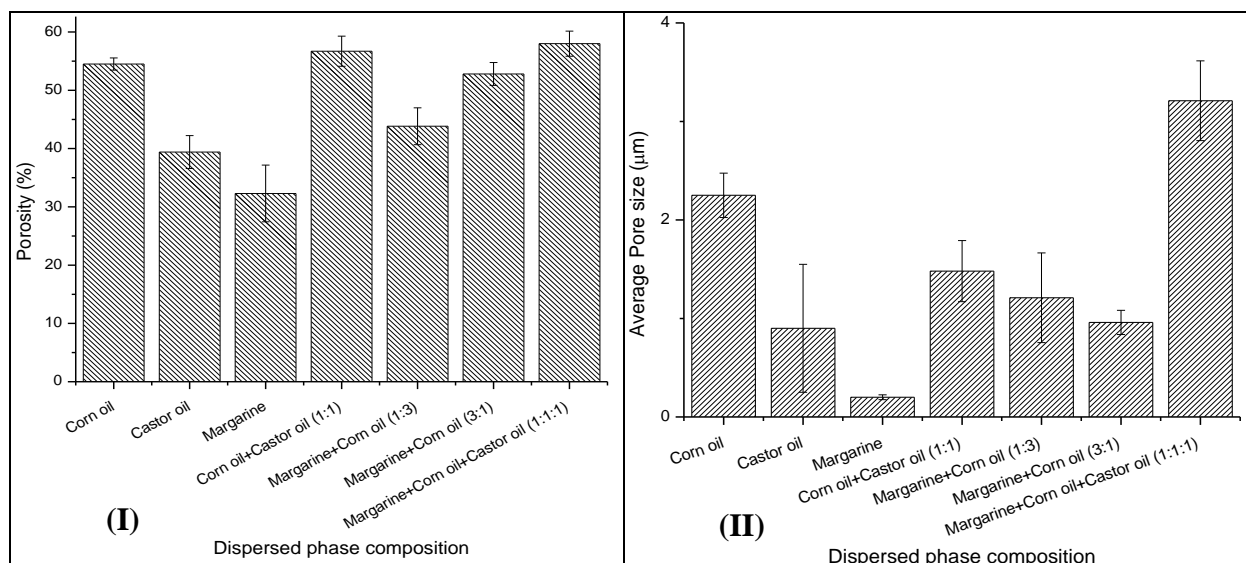 60
50
40
30
20
10
0
Porosity (%)
Corn oil
Castor oil
Margarine
Corn oil+Castor oil (1:1)
Margarine+Corn oil (1:3)
Margarine+Corn oil (3:1)
Margarine+Corn oil+Castor oil (1:1:1)
(I)
Dispersed phase composition
4
2
0
Average Pore size (μm)
Corn oil
Castor oil
Margarine
Corn oil+Castor oil (1:1)
Margarine+Corn oil (1:3)
Margarine+Corn oil (3:1)
Margarine+Corn oil+Castor oil (1:1:1)
(II)
Dispersed phase composition